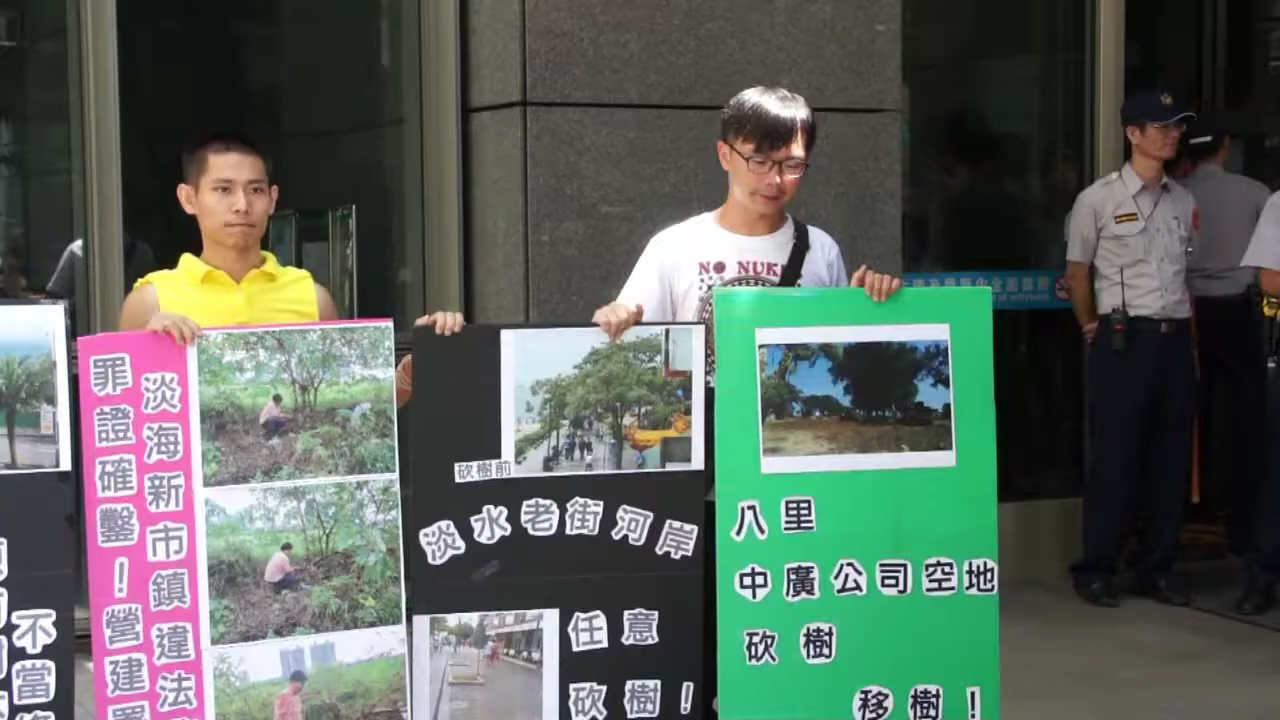 不當
淡海新市鎮違法
罪證確鑿！營建署
砍樹前
淡水老街河岸
任意
砍樹！
NO NUK
八里
中廣公司空地
砍樹
移樹！